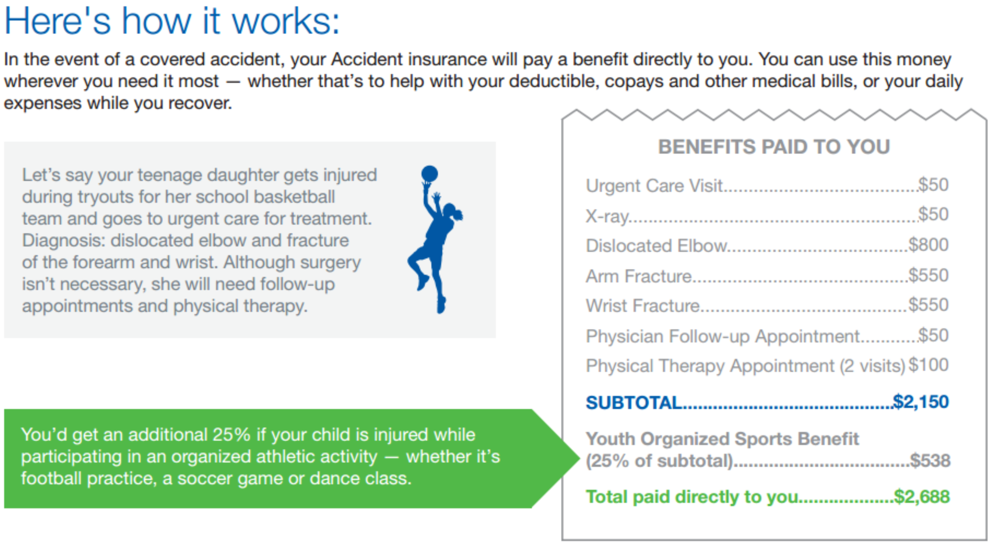 Here's how it works:
In the event of a covered accident, your Accident insurance will pay a benefit directly to you. You can use this money
wherever you need it most — whether that's to help with your deductible, copays and other medical bills, or your daily
expenses while you recover.
Let's say your teenage daughter gets injured
during tryouts for her school basketball
team and goes to urgent care for treatment.
Diagnosis: dislocated elbow and fracture
of the forearm and wrist. Although surgery
isn't necessary, she will need follow-up
appointments and physical therapy.
You'd get an additional 25% if your child is injured while
participating in an organized athletic activity — whether it's
football practice, a soccer game or dance class.
BENEFITS PAID TO YOU
Urgent Care Visit......................................$50
X-ray.........................................................$50
Dislocated Elbow....................................$800
Arm Fracture...........................................$550
Wrist Fracture.........................................$550
Physician Follow-up Appointment............$50
Physical Therapy Appointment (2 visits) $100
SUBTOTAL..........................................$2,150
Youth Organized Sports Benefit
(25% of subtotal)...................................$538
Total paid directly to you...................$2,688